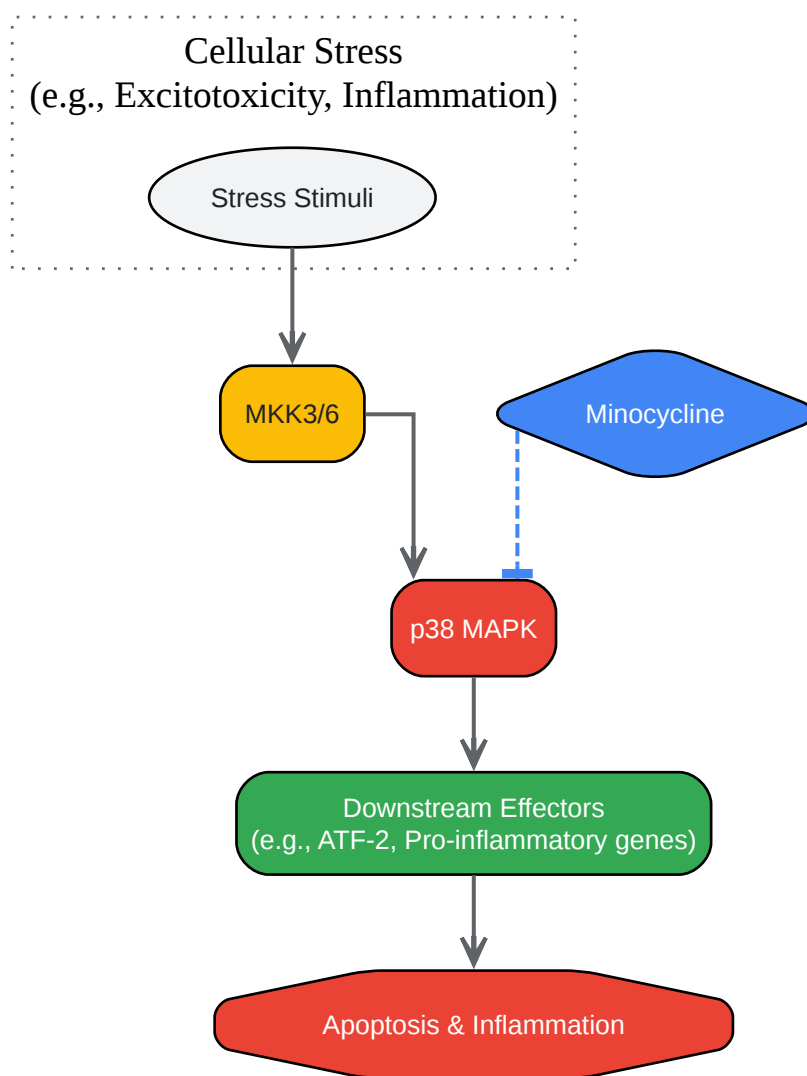 Cellular Stress
(e.g., Excitotoxicity, Inflammation)
Stress Stimuli
MKK3/6
Minocycline
p38 MAPK
Downstream Effectors
(e.g., ATF-2, Pro-inflammatory genes)
Apoptosis & Inflammation